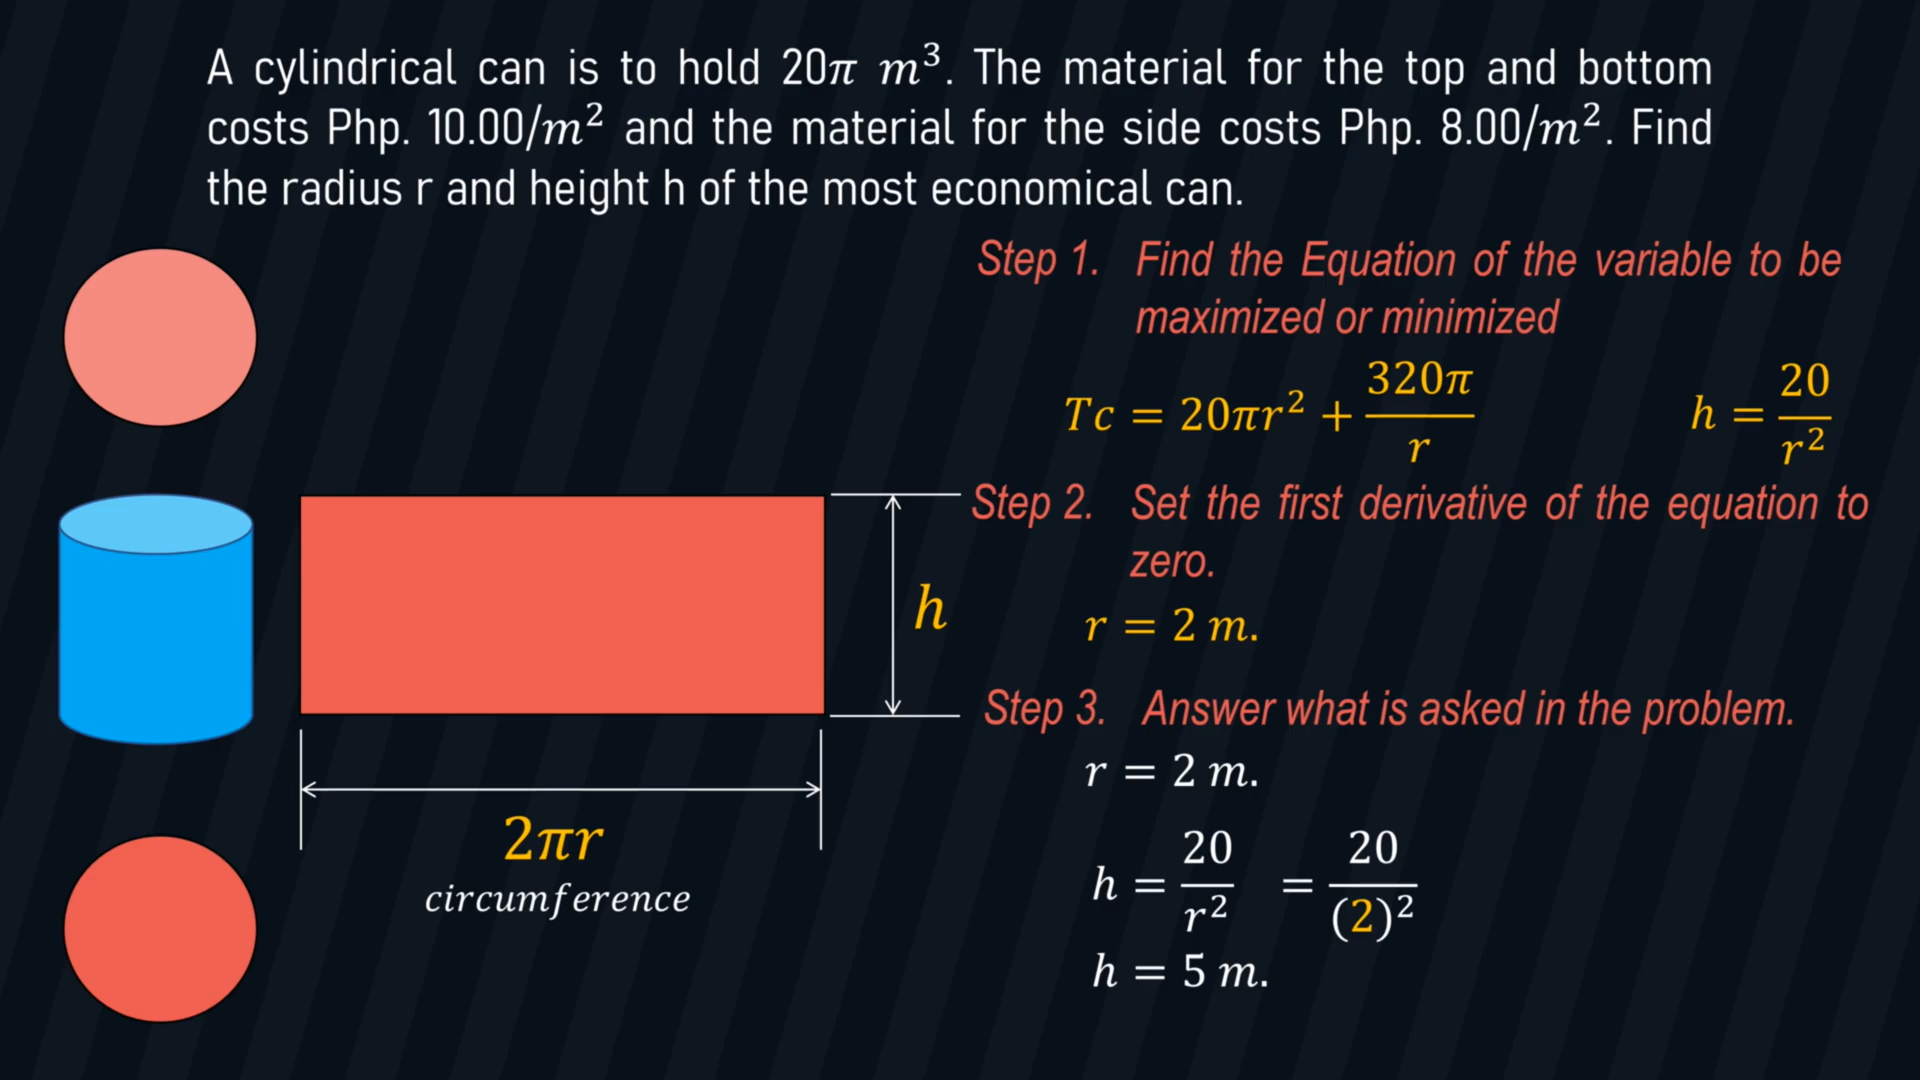 A cylindrical can is to hold 20π m³. The material for the top and bottom
costs Php. 10.00/m² and the material for the side costs Php. 8.00/m². Find
the radius r and height h of the most economical can.
Step 1. Find the Equation of the variable to be
maximized or minimized
Tc = 20πr² + 320π/r
h = 20/r²
Step 2. Set the first derivative of the equation to
zero.
r = 2 m.
h
2πr
circumference
Step 3. Answer what is asked in the problem.
r = 2 m.
h = 20/r² = 20/(2)²
h = 5 m.